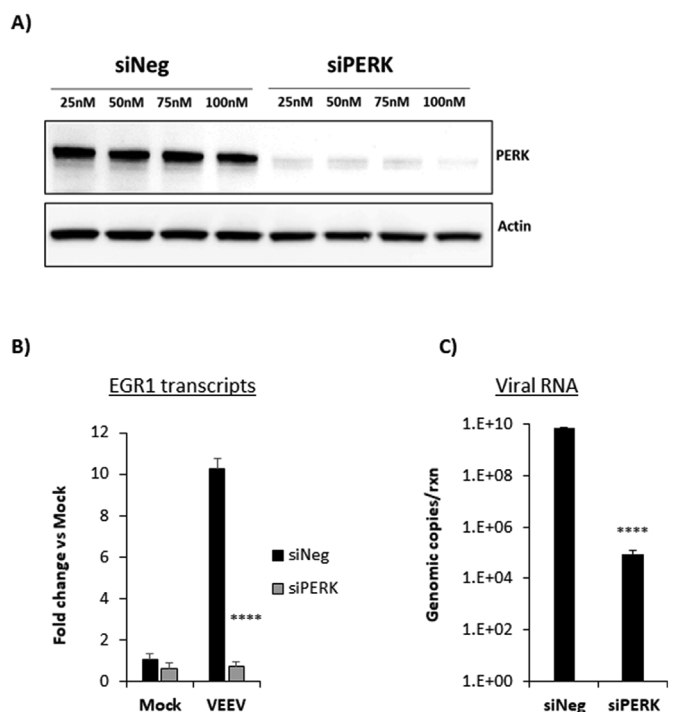 A)
siNeg siPERK
25nM 50nM 75nM 100nM 25nM 50nM 75nM 100nM
PERK
Actin
B)
EGR1 transcripts
Fold change vs Mock
12
10
8
6
4
2
0
****
siNeg
siPERK
Mock VEEV
C)
Viral RNA
Genomic copies/rxn
1.E+10
1.E+08
1.E+06
1.E+04
1.E+02
1.E+00
****
siNeg siPERK